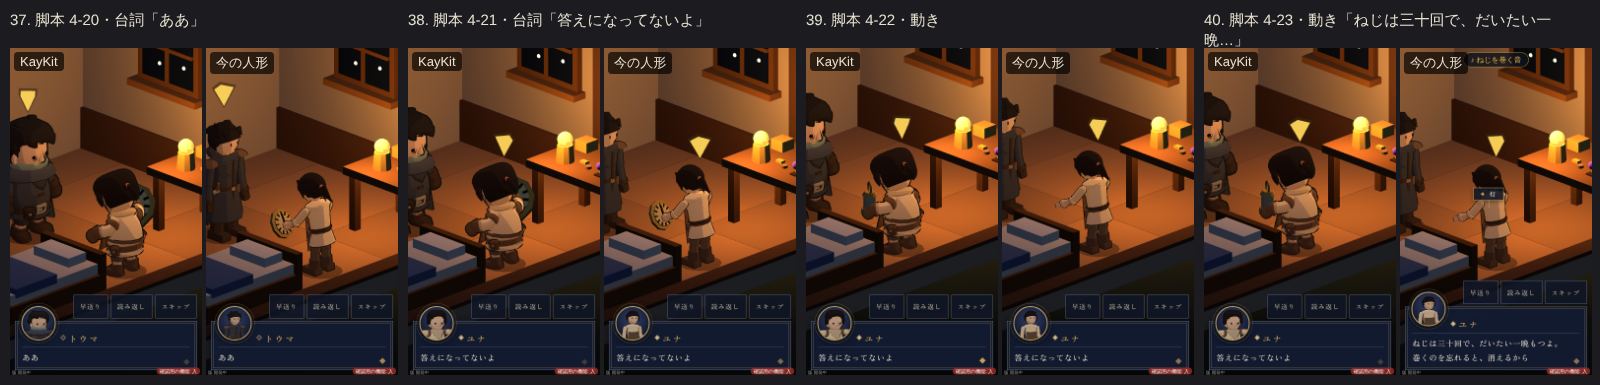 37. 脚本 4-20・台詞「ああ」
KayKit
今の人形
早送り 読み返し スキップ
トウマ
ああ
早送り 読み返し スキップ
トウマ
ああ
38. 脚本 4-21・台詞「答えになってないよ」
KayKit
今の人形
早送り 読み返し スキップ
ユナ
答えになってないよ
早送り 読み返し スキップ
ユナ
答えになってないよ
39. 脚本 4-22・動き
KayKit
今の人形
早送り 読み返し スキップ
ユナ
答えになってないよ
早送り 読み返し スキップ
ユナ
答えになってないよ
40. 脚本 4-23・動き「ねじは三十回で、だいたい一
晩…」
KayKit
今の人形
♪ ねじを巻く音
早送り 読み返し スキップ
ユナ
答えになってないよ
早送り 読み返し スキップ
ユナ
ねじは三十回で、だいたい一晩もつよ。
巻くのを忘れると、消えるから